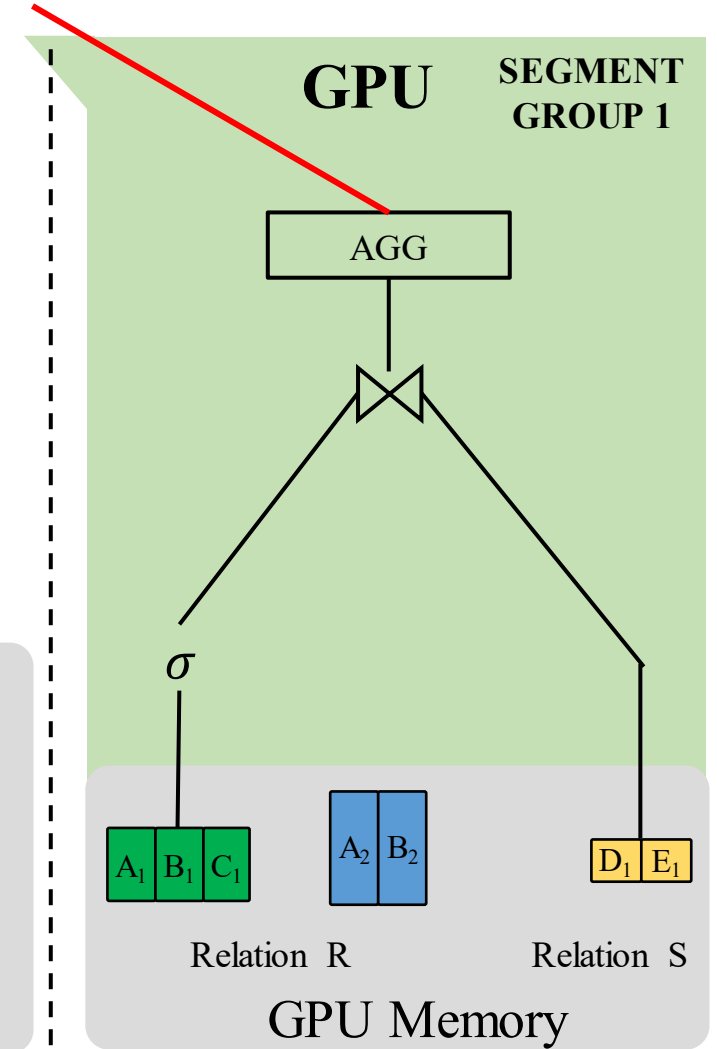 GPU
SEGMENT
GROUP 1
AGG
σ
A₁ B₁ C₁
A₂ B₂
D₁ E₁
Relation R
Relation S
GPU Memory